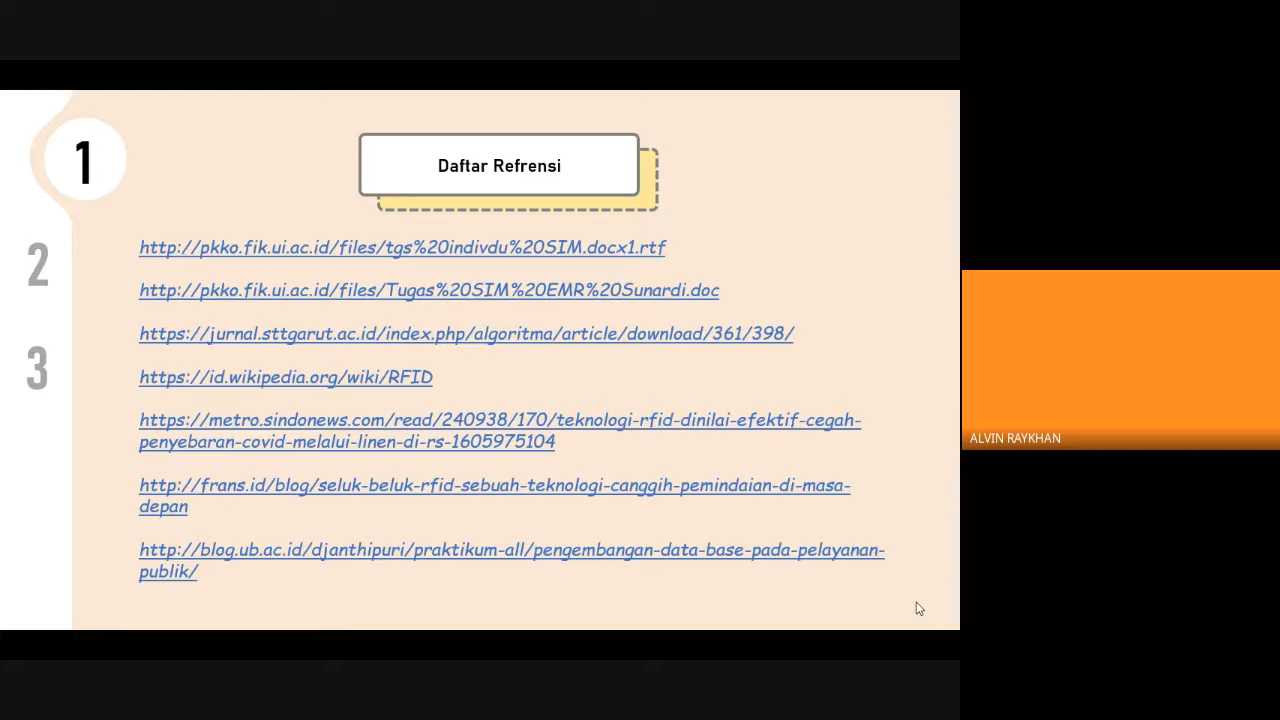 1
Daftar Refrensi
2
3
http://pkko.fik.ui.ac.id/files/tgs%20indivdu%20SIM.docx1.rtf
http://pkko.fik.ui.ac.id/files/Tugas%20SIM%20EMR%20Sunardi.doc
https://jurnal.sttgarut.ac.id/index.php/algoritma/article/download/361/398/
https://id.wikipedia.org/wiki/RFID
https://metro.sindonews.com/read/240938/170/teknologi-rfid-dinilai-efektif-cegah-
penyebaran-covid-melalui-linen-di-rs-1605975104
http://frans.id/blog/seluk-beluk-rfid-sebuah-teknologi-canggih-pemindaian-di-masa-
depan
http://blog.ub.ac.id/djanthipuri/praktikum-all/pengembangan-data-base-pada-pelayanan-
publik/
ALVIN RAYKHAN